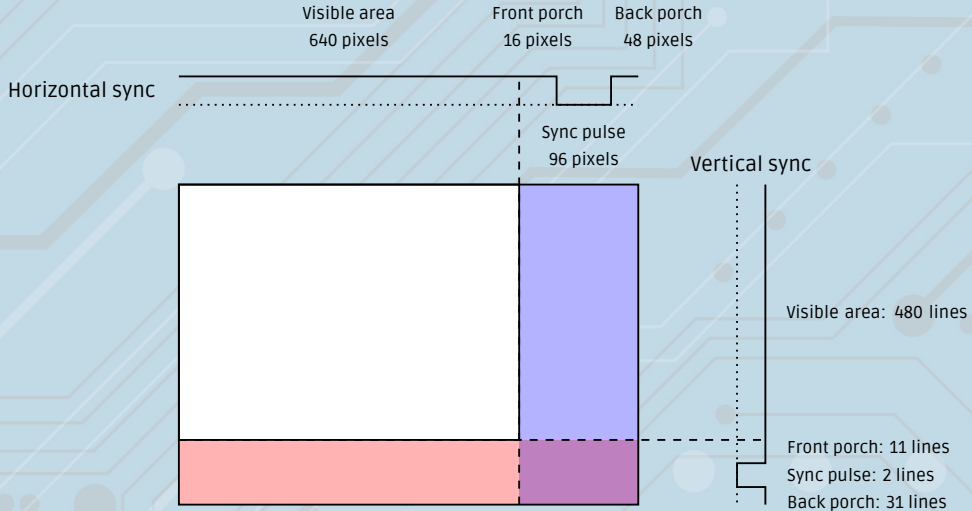 Visible area
640 pixels
Front porch
16 pixels
Back porch
48 pixels
Horizontal sync
Sync pulse
96 pixels
Vertical sync
Visible area: 480 lines
Front porch: 11 lines
Sync pulse: 2 lines
Back porch: 31 lines